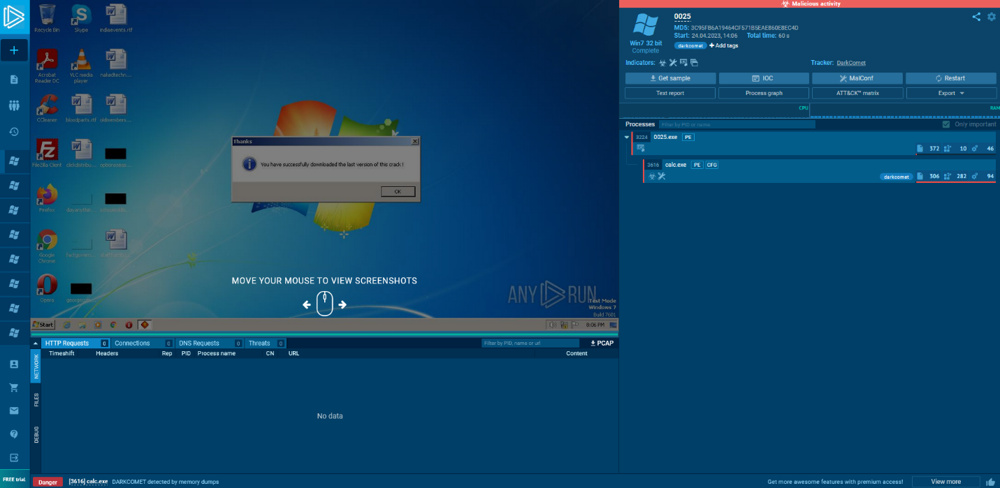 Malicious activity
0025
MD5: 3C95FB6A19464CF571B5EAE860E8EC4D
Start: 24.04.2023, 14:06 Total time: 60 s
darkcomet + Add tags
Win7 32 bit
Complete
Indicators:
Tracker: DarkComet
Get sample IOC MalConf Restart
Text report Process graph ATT&CK™ matrix Export
CPU RAM
Processes Filter by PID or name Only important
3224 0025.exe PE
372 10 46
3616 calc.exe PE CFG
darkcomet 306 282 94
Recycle Bin Skype indiaevents.rtf
Acrobat Reader DC VLC media player nakedtechn...
CCleaner bloodparts.rtf oldmembers...
FileZilla Client clickdistribu...
Firefox dayanythin...
Google Chrome
Opera
Thanks
You have successfully downloaded the last version of this crack !
OK
MOVE YOUR MOUSE TO VIEW SCREENSHOTS
ANY RUN
Test Mode
Windows 7
Build 7601
Start 8:06 PM
HTTP Requests 0 Connections 0 DNS Requests 0 Threats 0 Filter by PID, name or url PCAP
Timeshift Headers Rep PID Process name CN URL Content
NETWORK
FILES
DEBUG
No data
FREE trial
Danger [3616] calc.exe DARKCOMET detected by memory dumps
Get more awesome features with premium access! View more